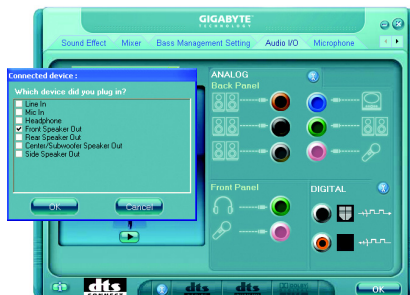 GIGABYTE
TECHNOLOGY
Sound Effect Mixer Bass Management Setting Audio I/O Microphone
Connected device :
Which device did you plug in?
Line In
Mic In
Headphone
Front Speaker Out
Rear Speaker Out
Center/Subwoofer Speaker Out
Side Speaker Out
OK Cancel
ANALOG
Back Panel
Front Panel
DIGITAL
dts
CONNECT
dts
dts
OK